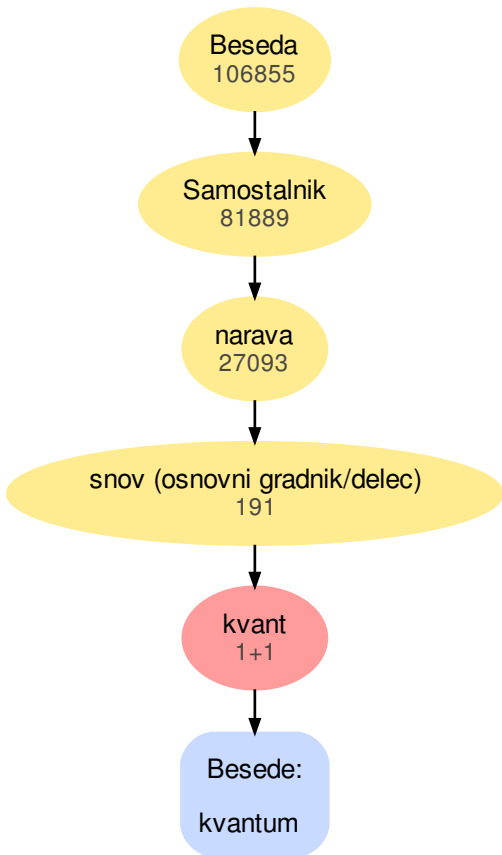 Beseda
106855
Samostalnik
81889
narava
27093
snov (osnovni gradnik/delec)
191
kvant
1+1
Besede:
kvantum